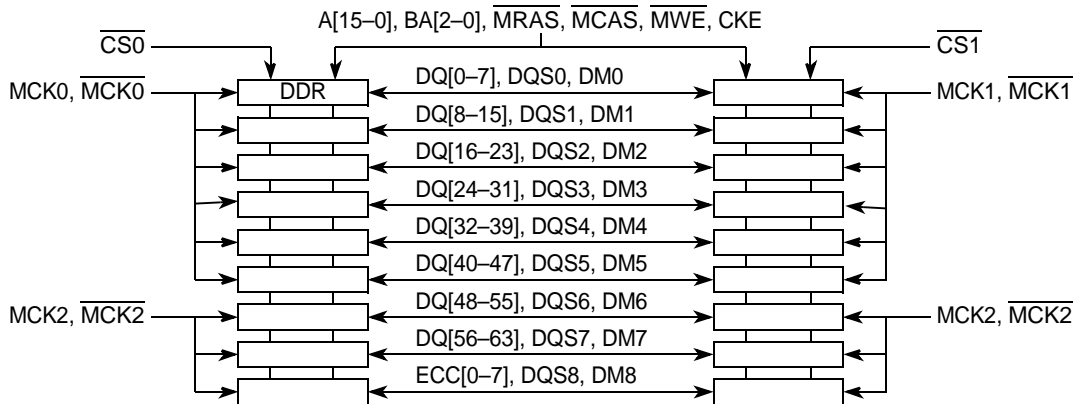 A[15–0], BA[2–0], MRAS, MCAS, MWE, CKE
CS0
CS1
MCK0, MCK0
DDR
DQ[0–7], DQS0, DM0
MCK1, MCK1
DQ[8–15], DQS1, DM1
DQ[16–23], DQS2, DM2
DQ[24–31], DQS3, DM3
DQ[32–39], DQS4, DM4
DQ[40–47], DQS5, DM5
MCK2, MCK2
DQ[48–55], DQS6, DM6
MCK2, MCK2
DQ[56–63], DQS7, DM7
ECC[0–7], DQS8, DM8